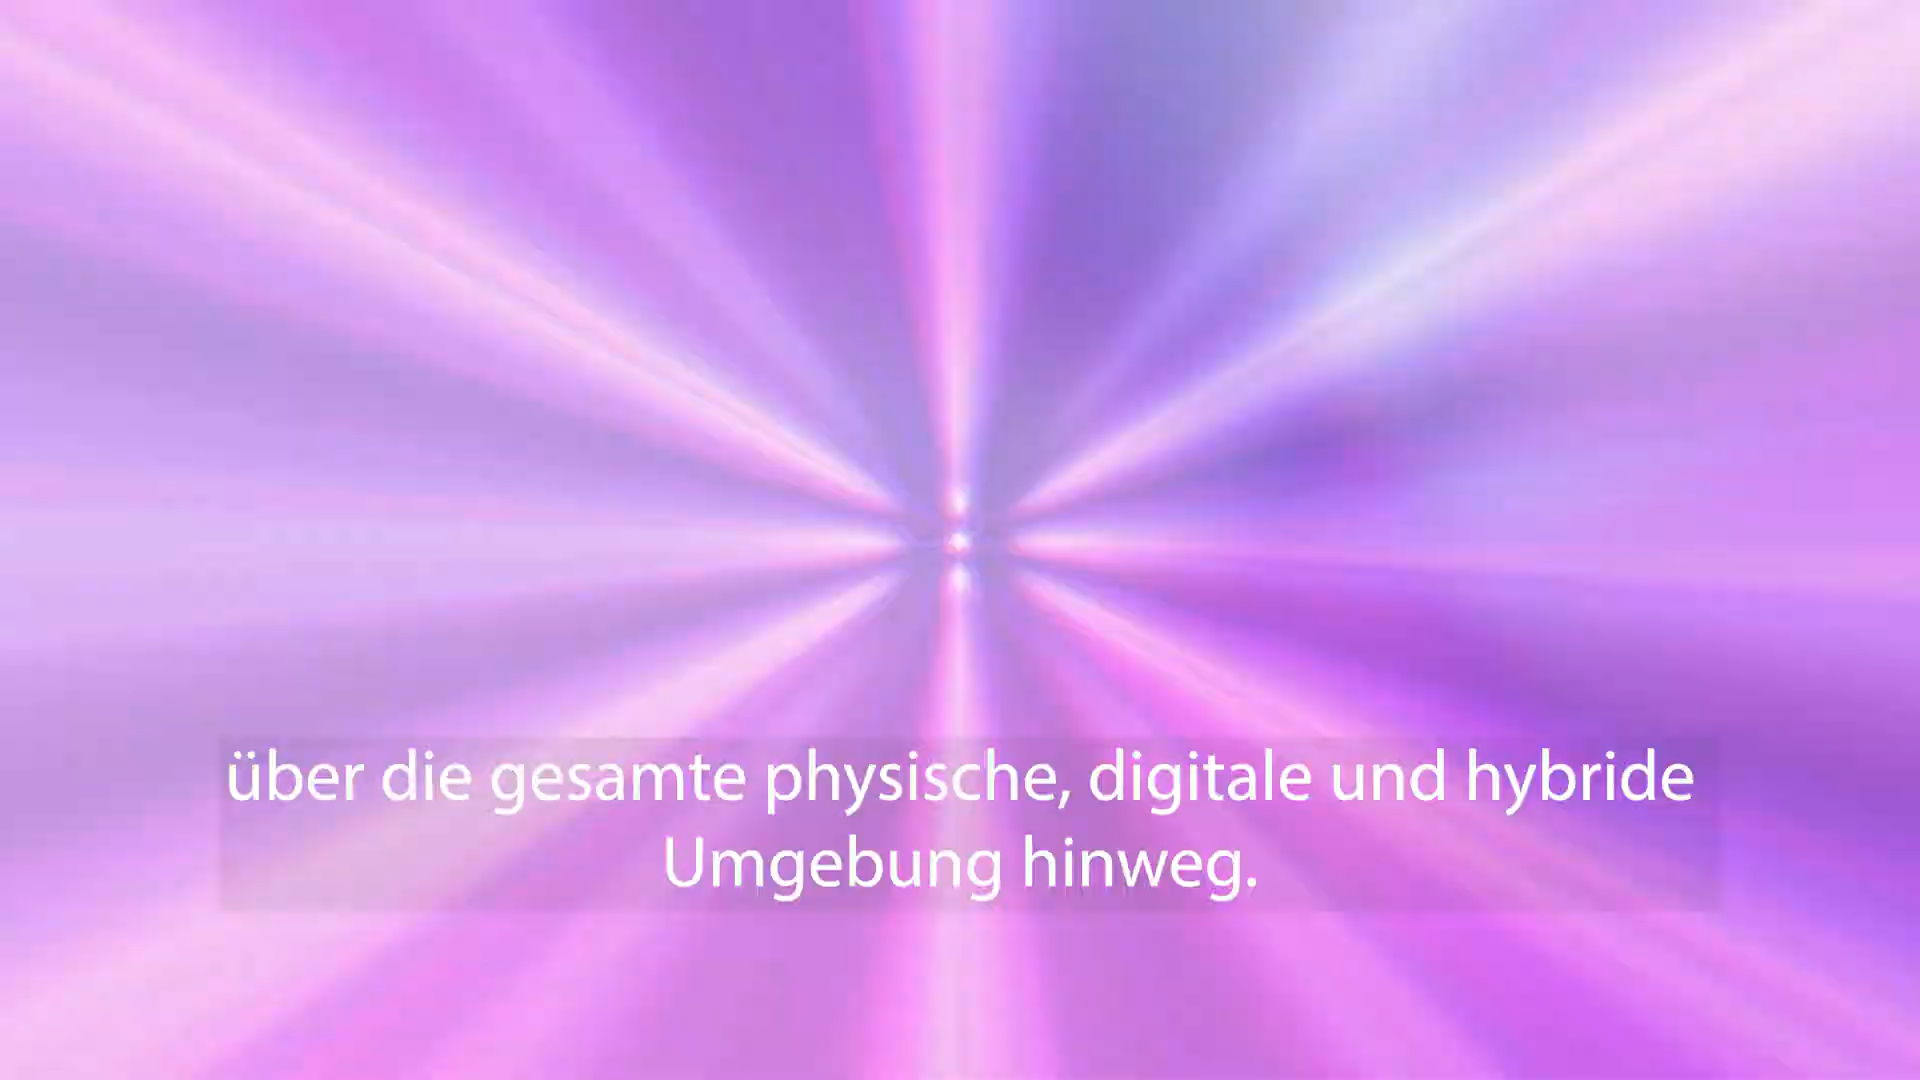 über die gesamte physische, digitale und hybride
Umgebung hinweg.